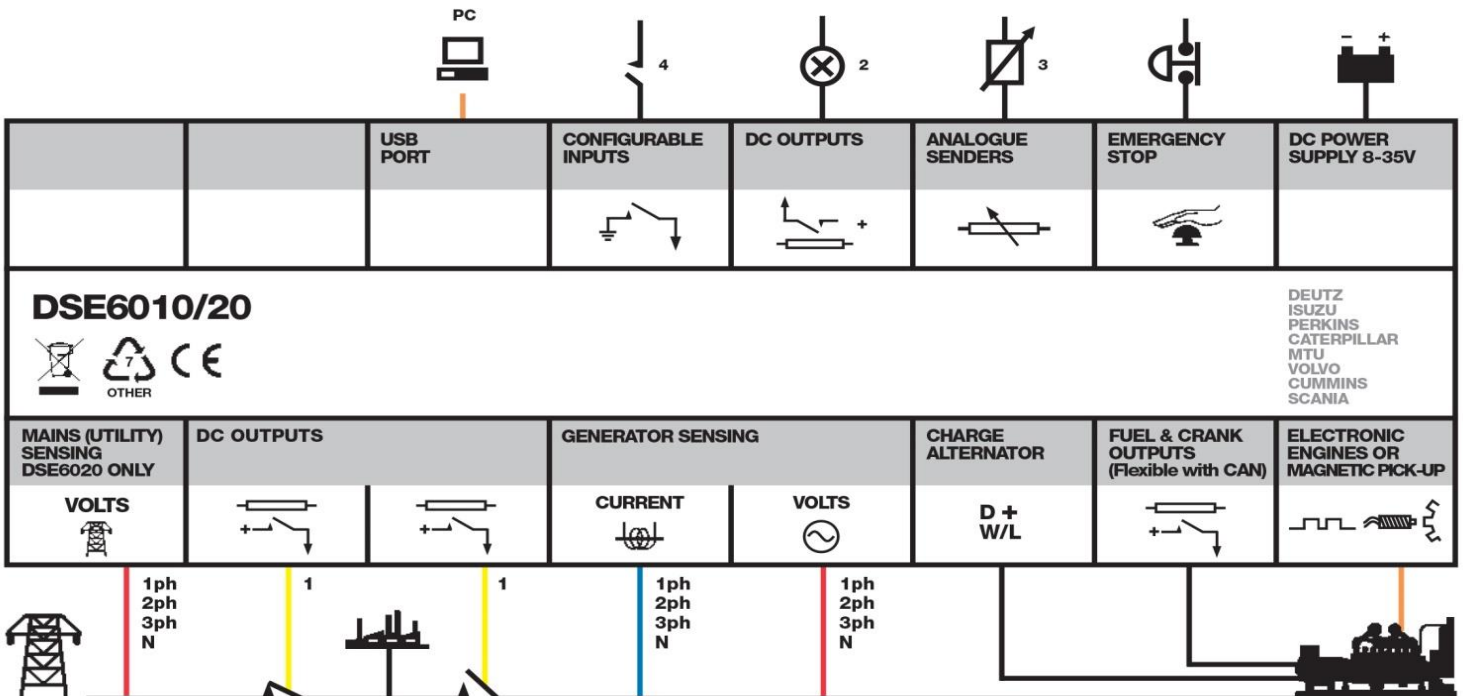 PC
4
2
3
- +
USB
PORT
CONFIGURABLE
INPUTS
DC OUTPUTS
ANALOGUE
SENDERS
EMERGENCY
STOP
DC POWER
SUPPLY 8-35V
+
DSE6010/20
7
OTHER
CE
DEUTZ
ISUZU
PERKINS
CATERPILLAR
MTU
VOLVO
CUMMINS
SCANIA
MAINS (UTILITY)
SENSING
DSE6020 ONLY
DC OUTPUTS
GENERATOR SENSING
CHARGE
ALTERNATOR
FUEL & CRANK
OUTPUTS
(Flexible with CAN)
ELECTRONIC
ENGINES OR
MAGNETIC PICK-UP
VOLTS
+
+
CURRENT
VOLTS
D +
W/L
+
1ph
2ph
3ph
N
1
1
1ph
2ph
3ph
N
1ph
2ph
3ph
N